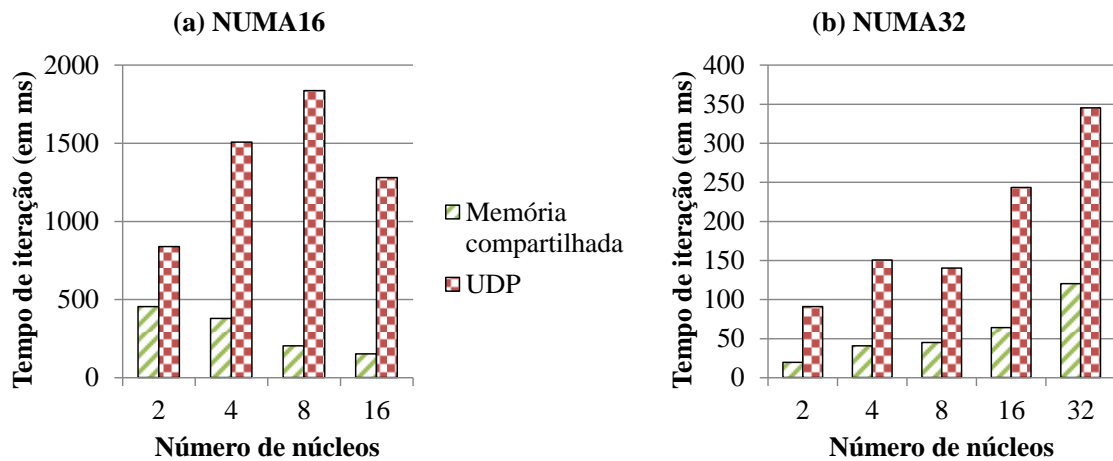 (a) NUMA16
Tempo de iteração (em ms)
2000
1500
1000
500
0
2 4 8 16
Número de núcleos
Memória
compartilhada
UDP
(b) NUMA32
Tempo de iteração (em ms)
400
350
300
250
200
150
100
50
0
2 4 8 16 32
Número de núcleos